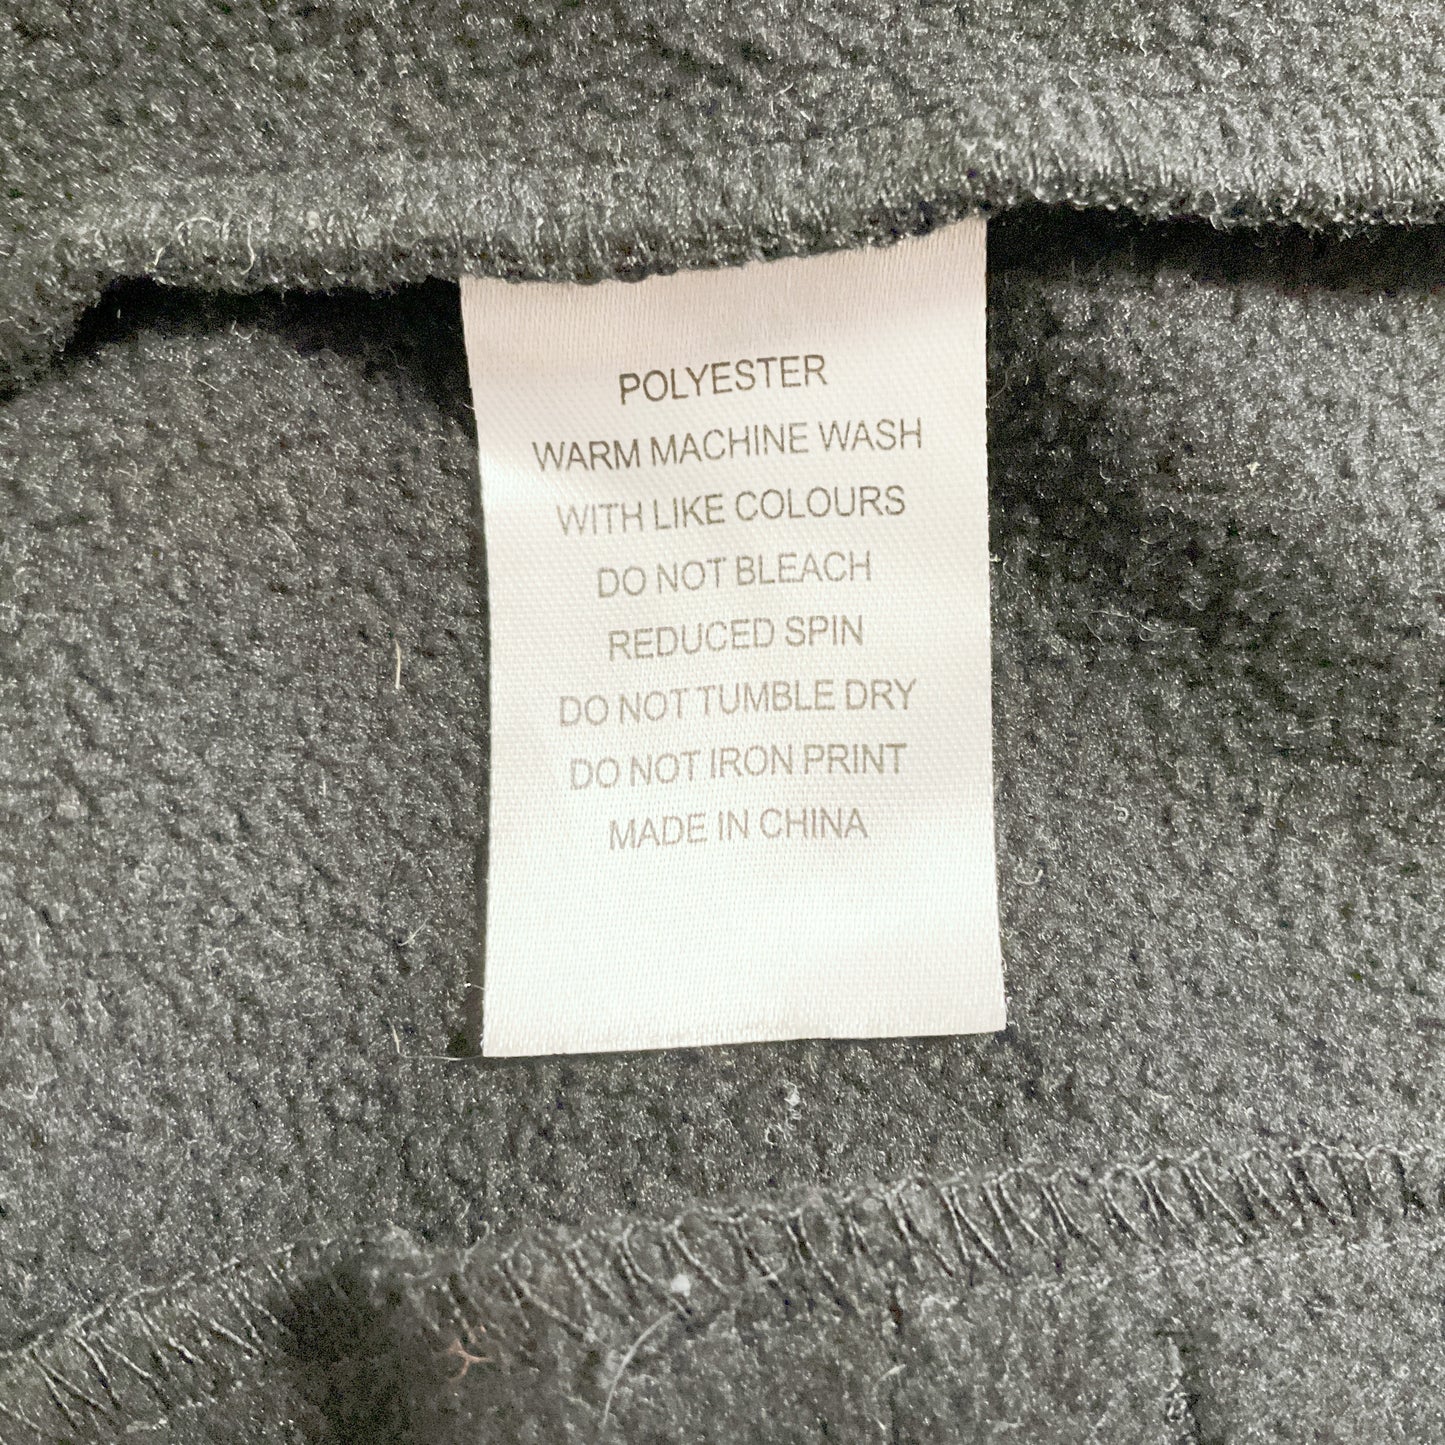 POLYESTER
WARM MACHINE WASH
WITH LIKE COLOURS
DO NOT BLEACH
REDUCED SPIN
DO NOT TUMBLE DRY
DO NOT IRON PRINT
MADE IN CHINA